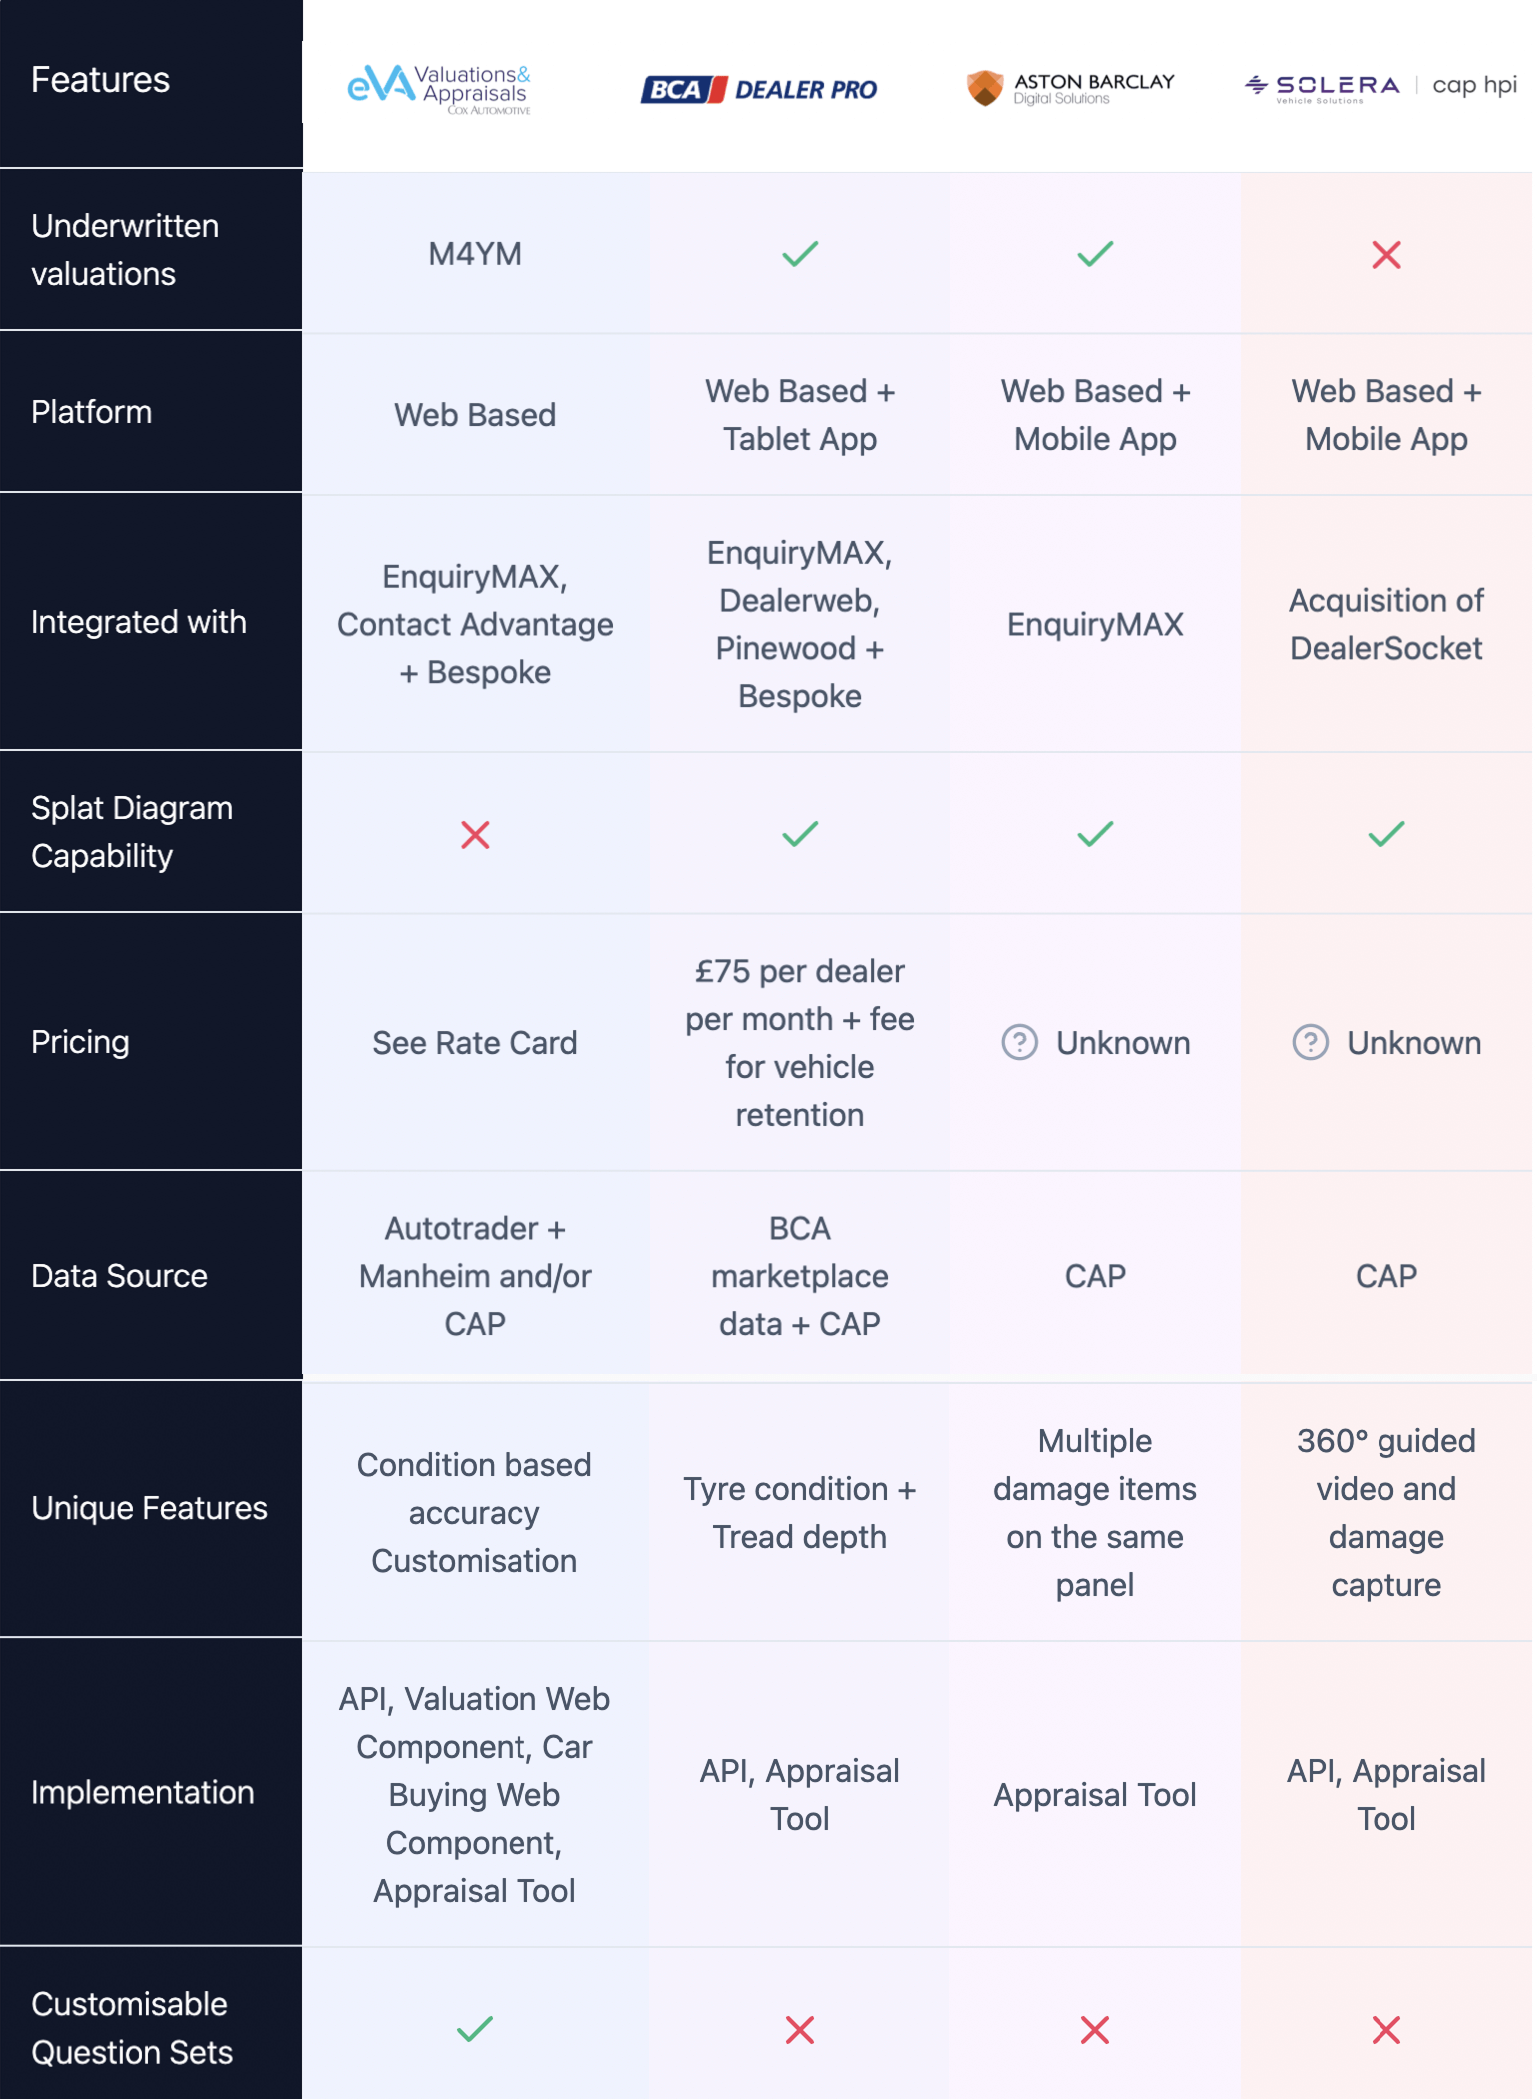 Features
eVA Valuations&
Appraisals
COX AUTOMOTIVE
BCA DEALER PRO
ASTON BARCLAY
Digital Solutions
SOLERA | cap hpi
Vehicle Solutions
Underwritten
valuations
M4YM
Platform
Web Based
Web Based +
Tablet App
Web Based +
Mobile App
Web Based +
Mobile App
Integrated with
EnquiryMAX,
Contact Advantage
+ Bespoke
EnquiryMAX,
Dealerweb,
Pinewood +
Bespoke
EnquiryMAX
Acquisition of
DealerSocket
Splat Diagram
Capability
Pricing
See Rate Card
£75 per dealer
per month + fee
for vehicle
retention
? Unknown
? Unknown
Data Source
Autotrader +
Manheim and/or
CAP
BCA
marketplace
data + CAP
CAP
CAP
Unique Features
Condition based
accuracy
Customisation
Tyre condition +
Tread depth
Multiple
damage items
on the same
panel
360° guided
video and
damage
capture
Implementation
API, Valuation Web
Component, Car
Buying Web
Component,
Appraisal Tool
API, Appraisal
Tool
Appraisal Tool
API, Appraisal
Tool
Customisable
Question Sets